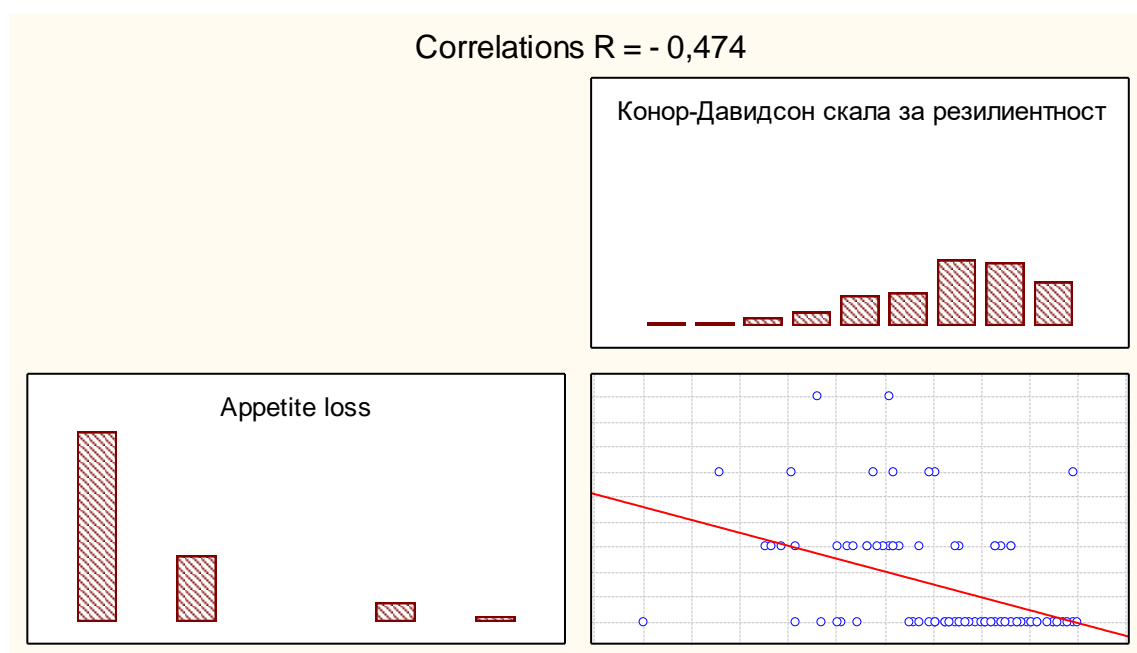 Correlations R = - 0,474
Конор-Давидсон скала за резилиентност
Appetite loss